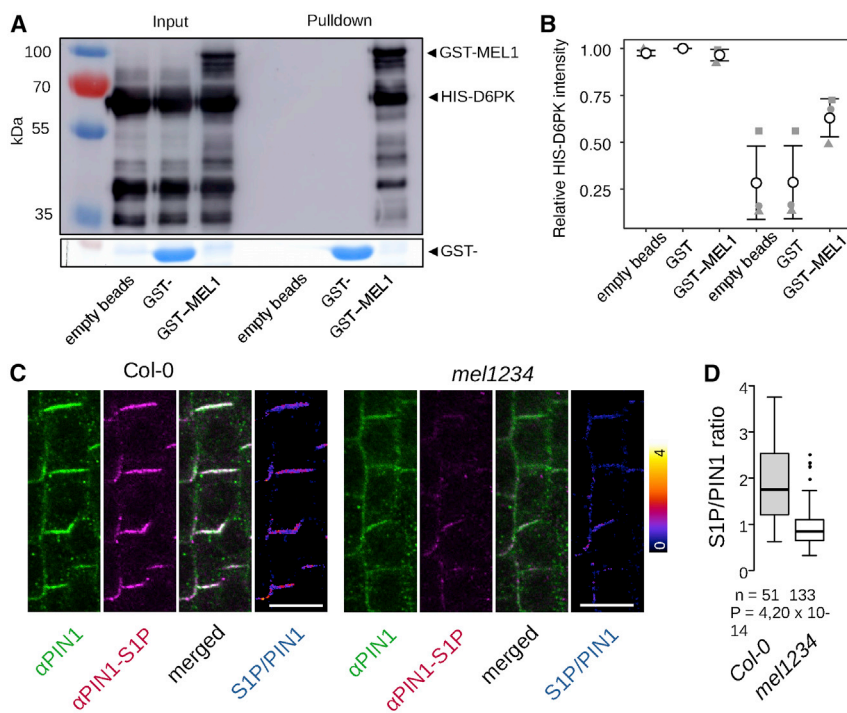 A
Input
Pulldown
100
70
55
35
kDa
GST-MEL1
HIS-D6PK
GST-
empty beads
GST-
GST–MEL1
empty beads
GST-
GST–MEL1
B
Relative HIS-D6PK intensity
1.00
0.75
0.50
0.25
empty beads
GST
GST–MEL1
empty beads
GST
GST–MEL1
C
Col-0
mel1234
αPIN1
αPIN1-S1P
merged
S1P/PIN1
αPIN1
αPIN1-S1P
merged
S1P/PIN1
4
0
D
S1P/PIN1 ratio
4
3
2
1
0
n = 51 133
P = 4,20 x 10-
14
Col-0
mel1234